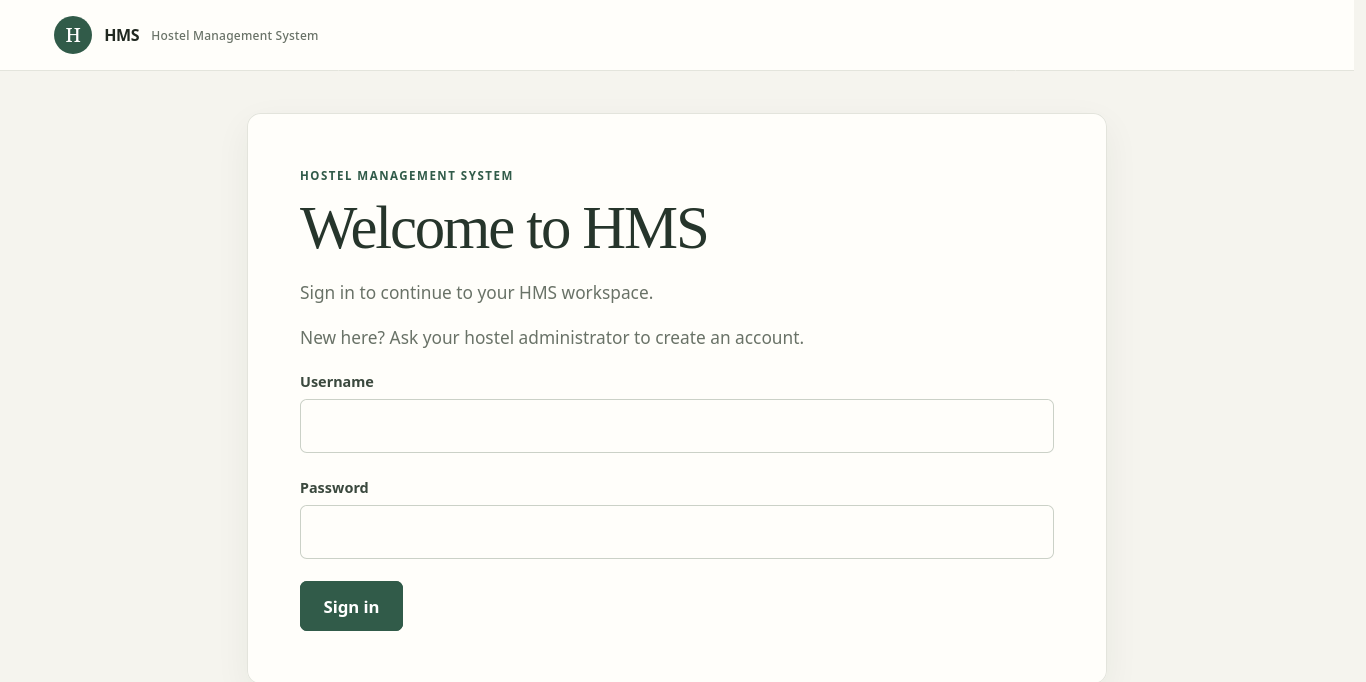 H HMS Hostel Management System
HOSTEL MANAGEMENT SYSTEM
Welcome to HMS
Sign in to continue to your HMS workspace.
New here? Ask your hostel administrator to create an account.
Username
Password
Sign in